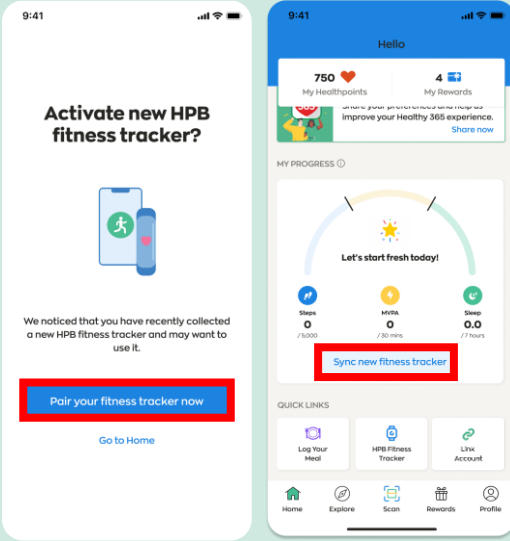 9:41
Activate new HPB
fitness tracker?
We noticed that you have recently collected
a new HPB fitness tracker and may want to
use it.
Pair your fitness tracker now
Go to Home
9:41
Hello
750
My Healthpoints
4
My Rewards
365
Share your preferences and help us
improve your Healthy 365 experience.
Share now
MY PROGRESS
Let's start fresh today!
Steps
0
/ 5,000
MVPA
0
/ 30 mins
Sleep
0.0
/ 7 hours
Sync new fitness tracker
QUICK LINKS
Log Your
Meal
HPB Fitness
Tracker
Link
Account
Home
Explore
Scan
Rewards
Profile